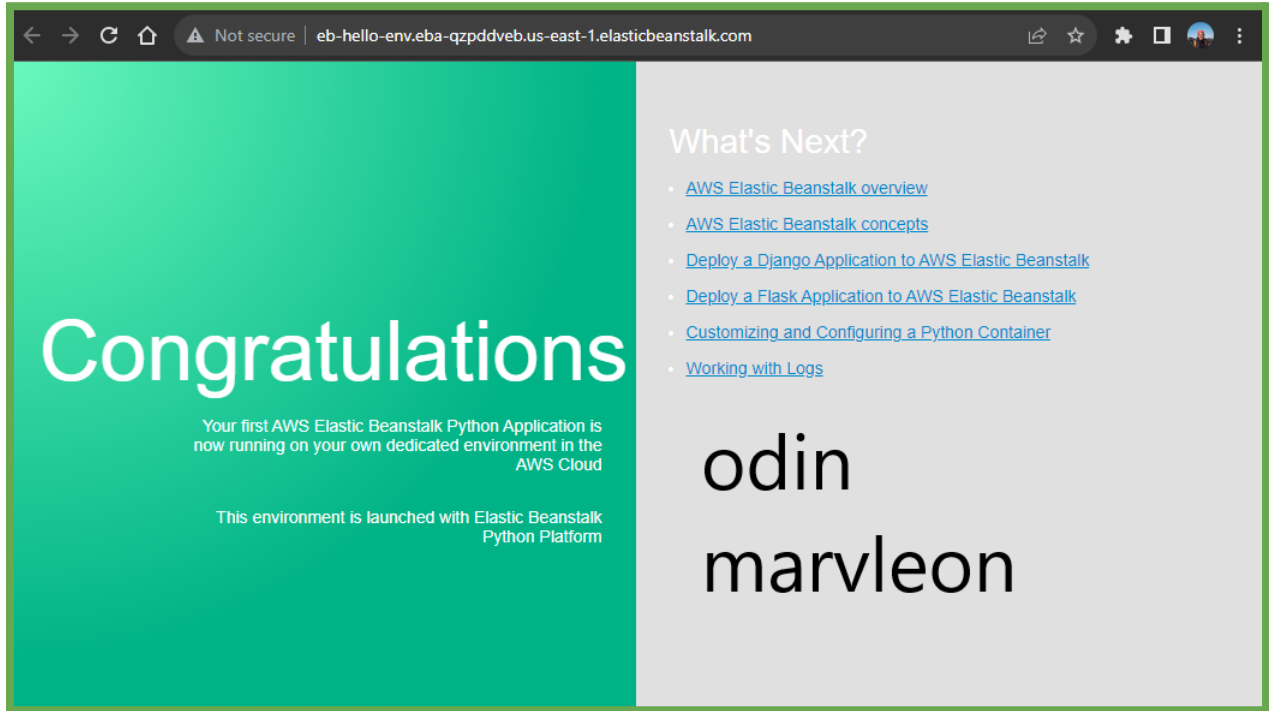 Not secure | eb-hello-env.eba-qzpddveb.us-east-1.elasticbeanstalk.com
Congratulations
Your first AWS Elastic Beanstalk Python Application is
now running on your own dedicated environment in the
AWS Cloud
This environment is launched with Elastic Beanstalk
Python Platform
What's Next?
AWS Elastic Beanstalk overview
AWS Elastic Beanstalk concepts
Deploy a Django Application to AWS Elastic Beanstalk
Deploy a Flask Application to AWS Elastic Beanstalk
Customizing and Configuring a Python Container
Working with Logs
odin
marvleon